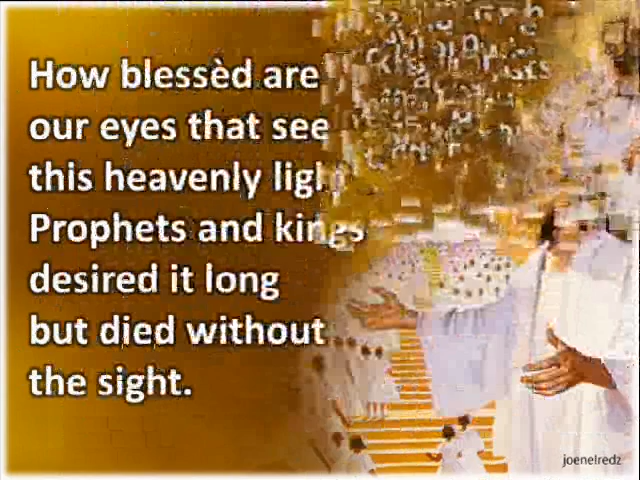 How blessèd are
our eyes that see
this heavenly
Prophets and kings
desired it long
but died without
the sight.
joenelredz